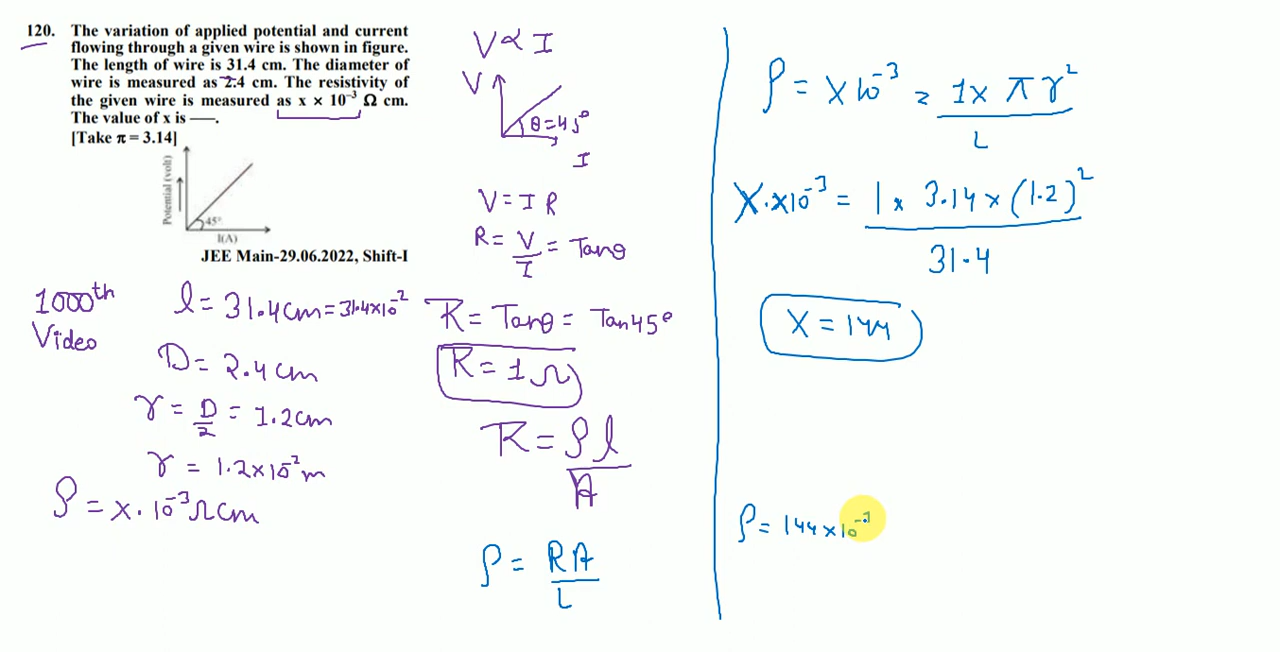 120. The variation of applied potential and current
flowing through a given wire is shown in figure.
The length of wire is 31.4 cm. The diameter of
wire is measured as 2.4 cm. The resistivity of
the given wire is measured as x × 10⁻³ Ω cm.
The value of x is —.
[Take π = 3.14]
Potential (volt)
45°
I(A)
JEE Main-29.06.2022, Shift-I
1000th
Video
l = 31.4cm = 31.4×10⁻²
D = 2.4 cm
r = D/2 = 1.2cm
r = 1.2×10⁻²m
ρ = x.10⁻³Ωcm
V ∝ I
V
θ=45°
I
V = I R
R = V/I = Tanθ
R = Tanθ = Tan45°
R = 1Ω
R = ρl/A
ρ = RA/L
ρ = X10⁻³ = 1× πr²/L
X.×10⁻³ = 1× 3.14×(1.2)²/31.4
X = 144
ρ = 144×10